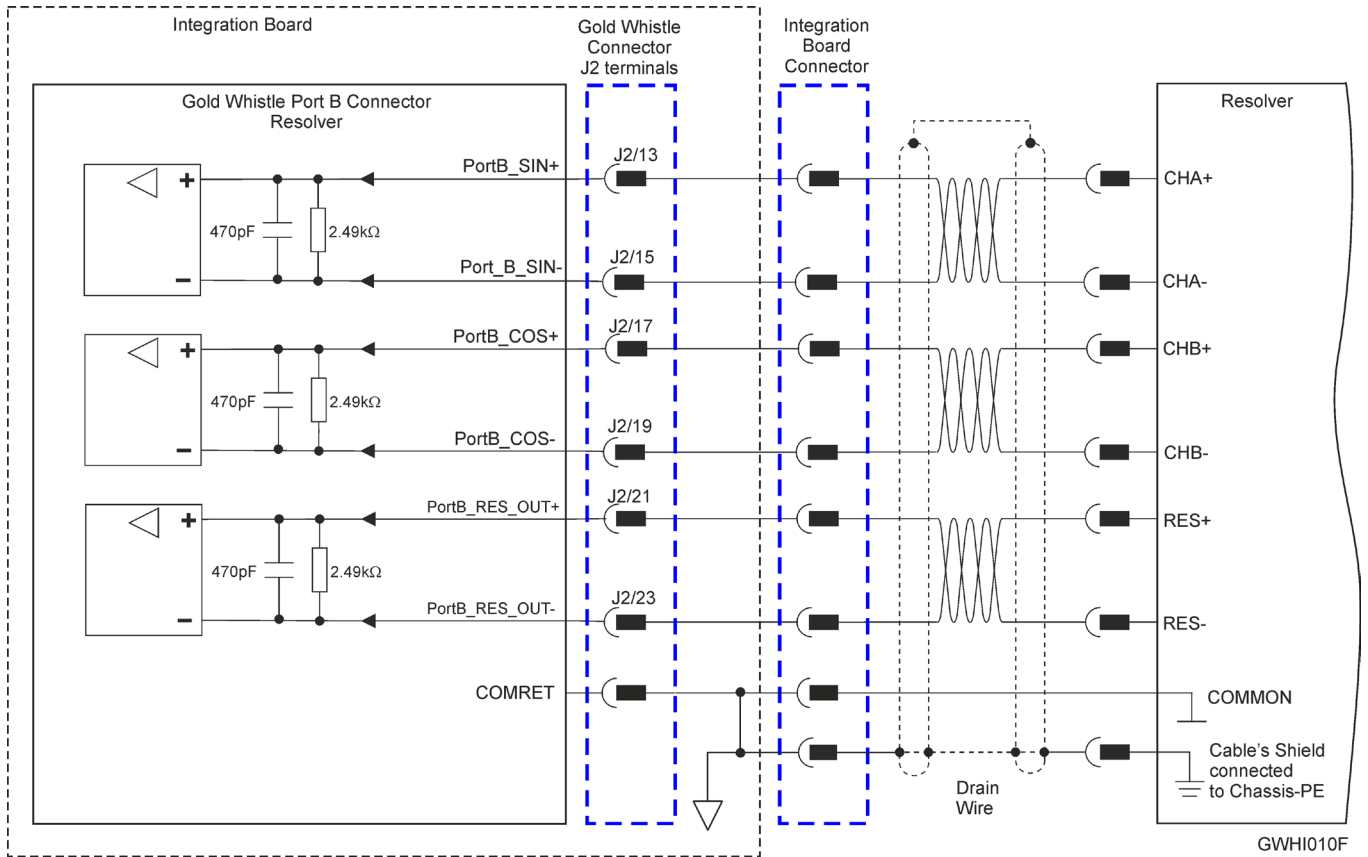 Integration Board
Gold Whistle
Connector
J2 terminals
Integration
Board
Connector
Gold Whistle Port B Connector
Resolver
Resolver
PortB_SIN+
J2/13
CHA+
470pF
2.49kΩ
Port_B_SIN-
J2/15
CHA-
PortB_COS+
J2/17
CHB+
470pF
2.49kΩ
PortB_COS-
J2/19
CHB-
PortB_RES_OUT+
J2/21
RES+
470pF
2.49kΩ
PortB_RES_OUT-
J2/23
RES-
COMRET
COMMON
Cable's Shield
connected
to Chassis-PE
Drain
Wire
GWHI010F